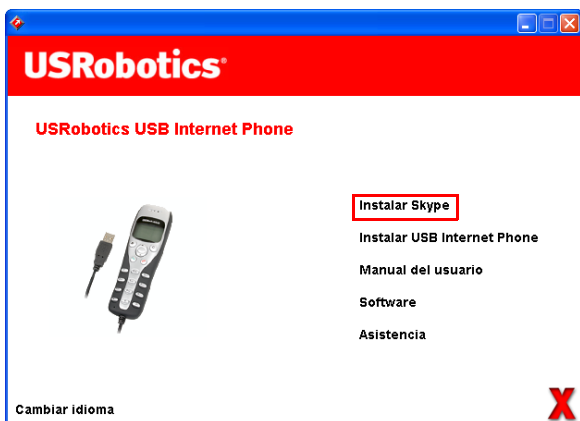 USRobotics
USRobotics USB Internet Phone
Instalar Skype
Instalar USB Internet Phone
Manual del usuario
Software
Asistencia
Cambiar idioma
X